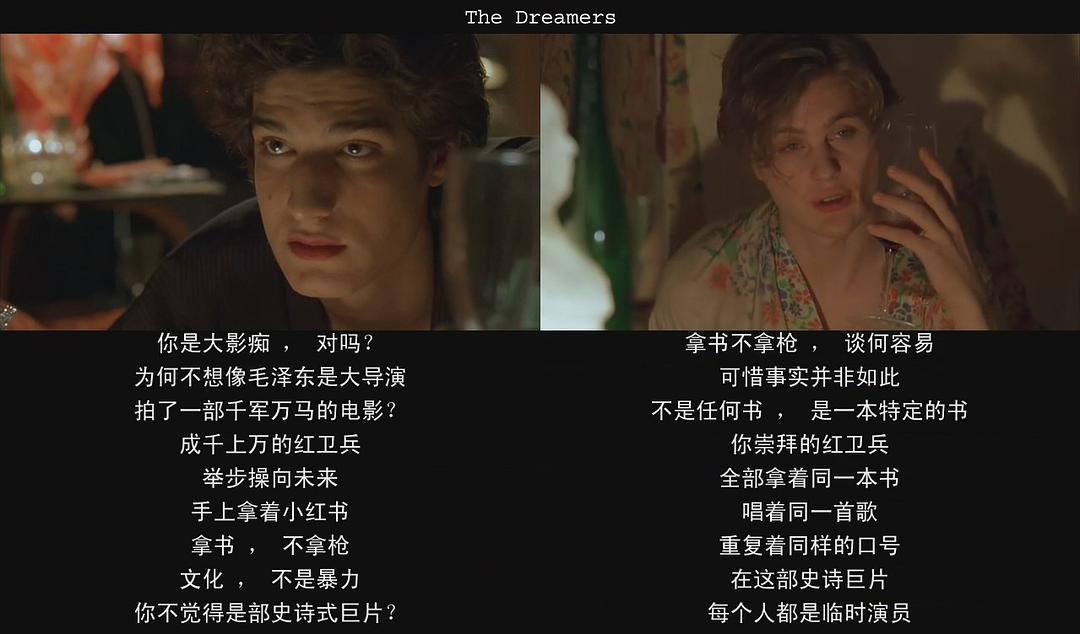 The Dreamers
你是大影痴 ， 对吗？
为何不想像毛泽东是大导演
拍了一部千军万马的电影？
成千上万的红卫兵
举步操向未来
手上拿着小红书
拿书 ， 不拿枪
文化 ， 不是暴力
你不觉得是部史诗式巨片？
拿书不拿枪 ， 谈何容易
可惜事实并非如此
不是任何书 ， 是一本特定的书
你崇拜的红卫兵
全部拿着同一本书
唱着同一首歌
重复着同样的口号
在这部史诗巨片
每个人都是临时演员